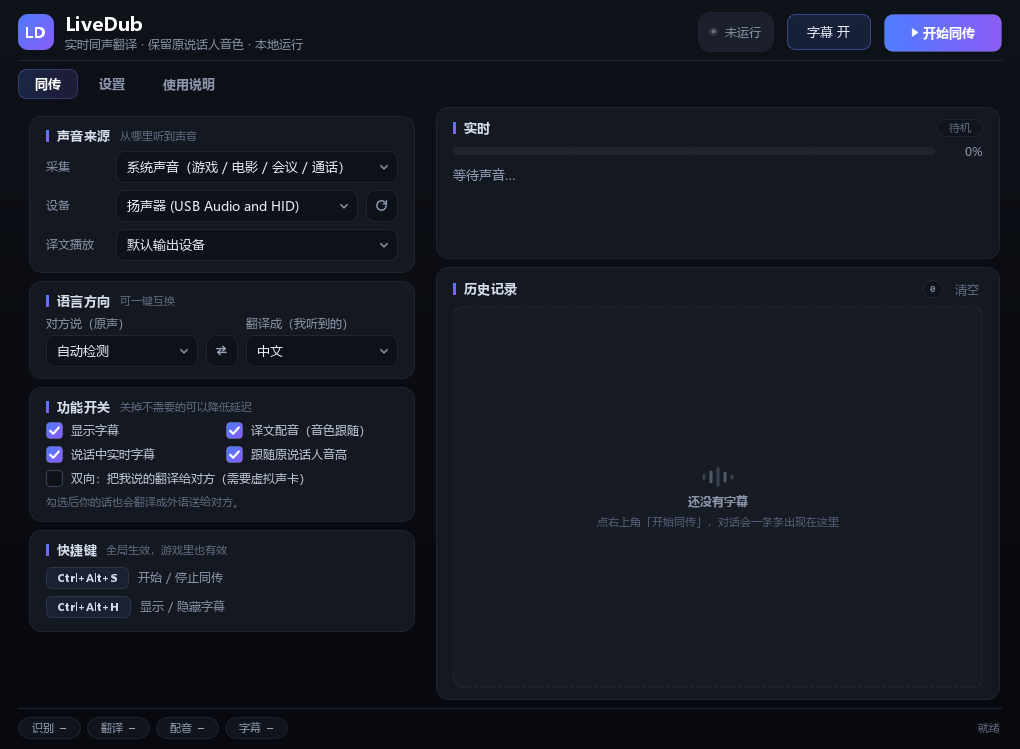 LD
LiveDub
实时同声翻译 · 保留原说话人音色 · 本地运行
未运行
字幕 开
开始同传
同传
设置
使用说明
声音来源 从哪里听到声音
采集
系统声音（游戏 / 电影 / 会议 / 通话）
设备
扬声器 (USB Audio and HID)
译文播放
默认输出设备
语言方向 可一键互换
对方说（原声）
翻译成（我听到的）
自动检测
中文
功能开关 关掉不需要的可以降低延迟
显示字幕
译文配音（音色跟随）
说话中实时字幕
跟随原说话人音高
双向：把我说的翻译给对方（需要虚拟声卡）
勾选后你的话也会翻译成外语送给对方。
快捷键 全局生效，游戏里也有效
Ctrl+Alt+S 开始 / 停止同传
Ctrl+Alt+H 显示 / 隐藏字幕
实时
待机
0%
等待声音...
历史记录
0
清空
还没有字幕
点右上角「开始同传」，对话会一条条出现在这里
识别 –
翻译 –
配音 –
字幕 –
就绪